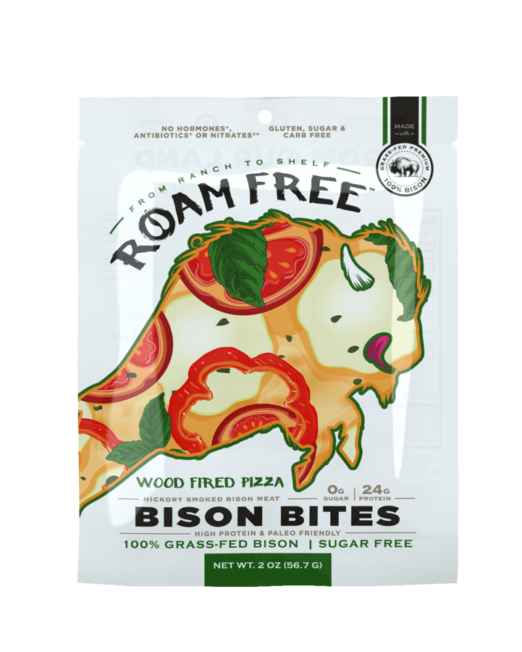 NO HORMONES*,
ANTIBIOTICS* OR NITRATES**
GLUTEN, SUGAR &
CARB FREE
MADE
with
GRASS-FED PREMIUM
100% BISON
FROM RANCH TO SHELF
ROAM FREE™
WOOD FIRED PIZZA
HICKORY SMOKED BISON MEAT
0G SUGAR | 24G PROTEIN
BISON BITES
HIGH PROTEIN & PALEO FRIENDLY
100% GRASS-FED BISON | SUGAR FREE
NET WT. 2 OZ (56.7 G)